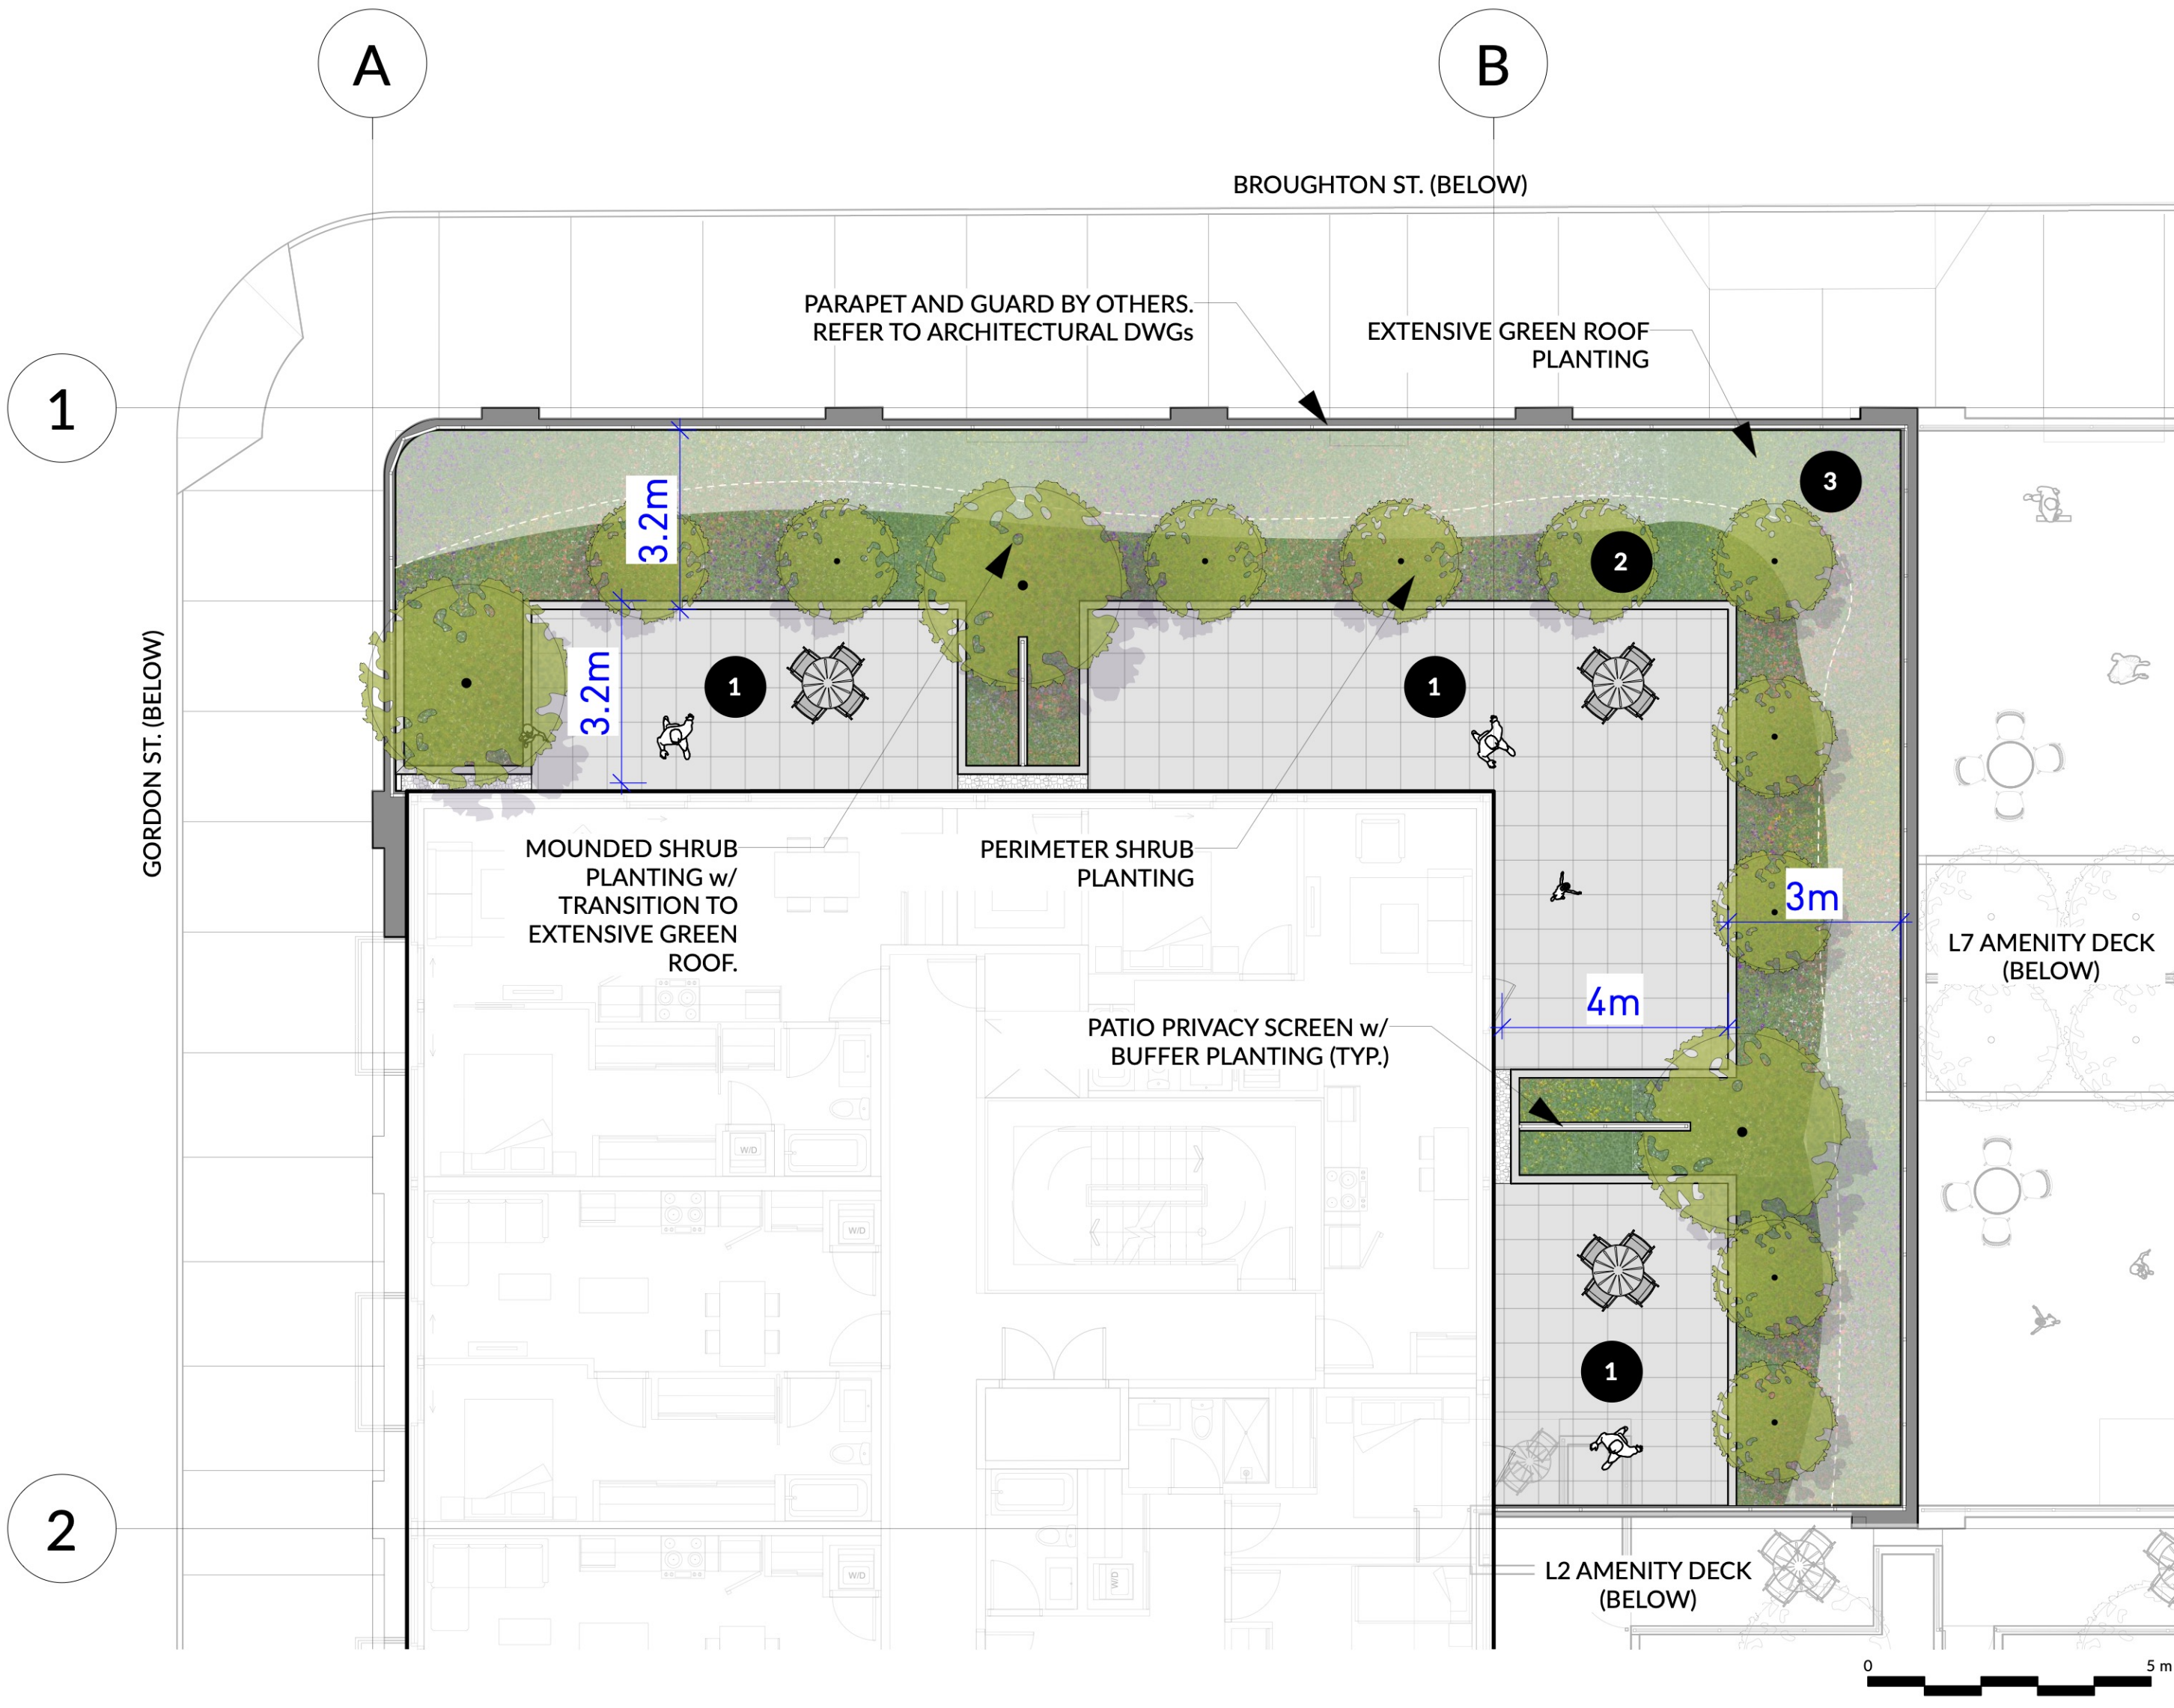 A
B
BROUGHTON ST. (BELOW)
PARAPET AND GUARD BY OTHERS.
REFER TO ARCHITECTURAL DWGs
EXTENSIVE GREEN ROOF
PLANTING
1
3
3.2m
2
GORDON ST. (BELOW)
3.2m
1
1
MOUNDED SHRUB
PLANTING w/
TRANSITION TO
EXTENSIVE GREEN
ROOF.
PERIMETER SHRUB
PLANTING
3m
L7 AMENITY DECK
(BELOW)
4m
PATIO PRIVACY SCREEN w/
BUFFER PLANTING (TYP.)
W/D
W/D
1
2
W/D
W/D
L2 AMENITY DECK
(BELOW)
0
5 m